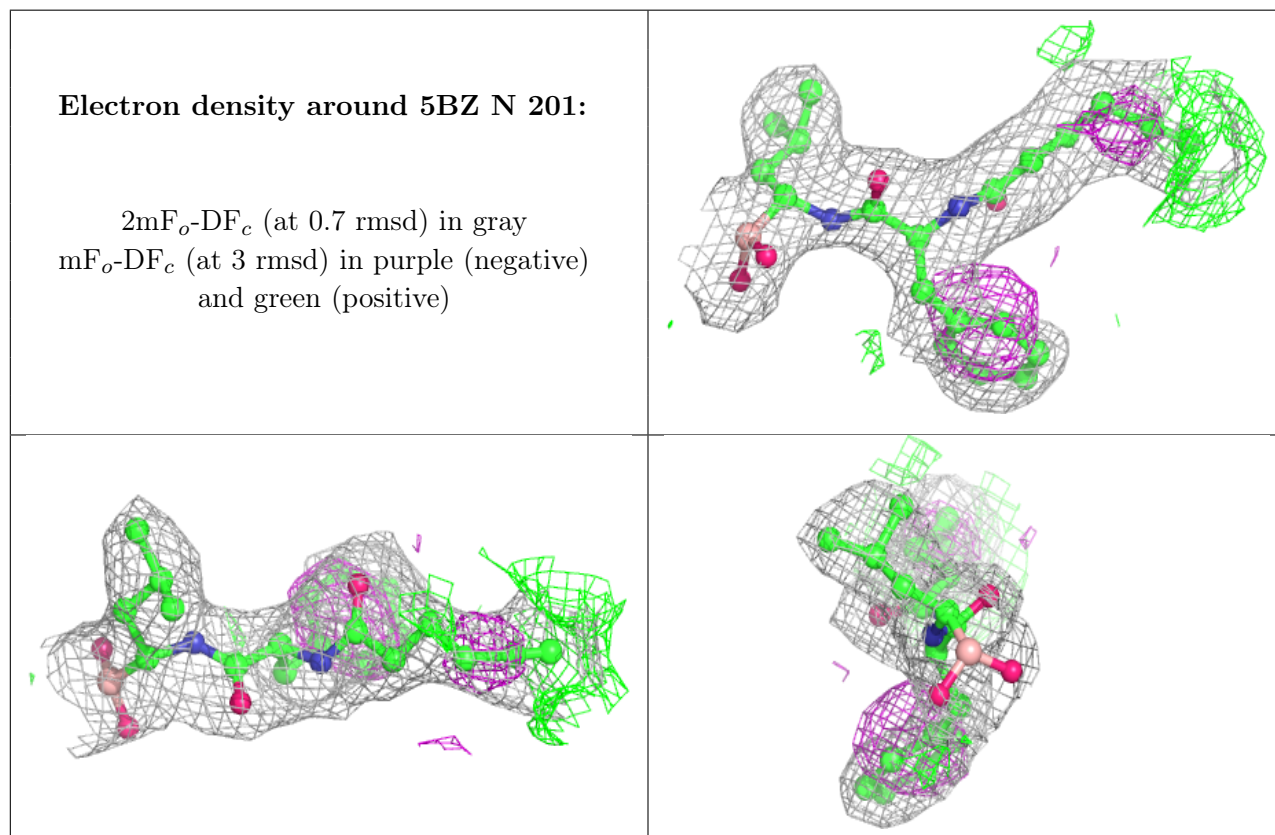 Electron density around 5BZ N 201:
2mFo-DFc (at 0.7 rmsd) in gray
mFo-DFc (at 3 rmsd) in purple (negative)
and green (positive)